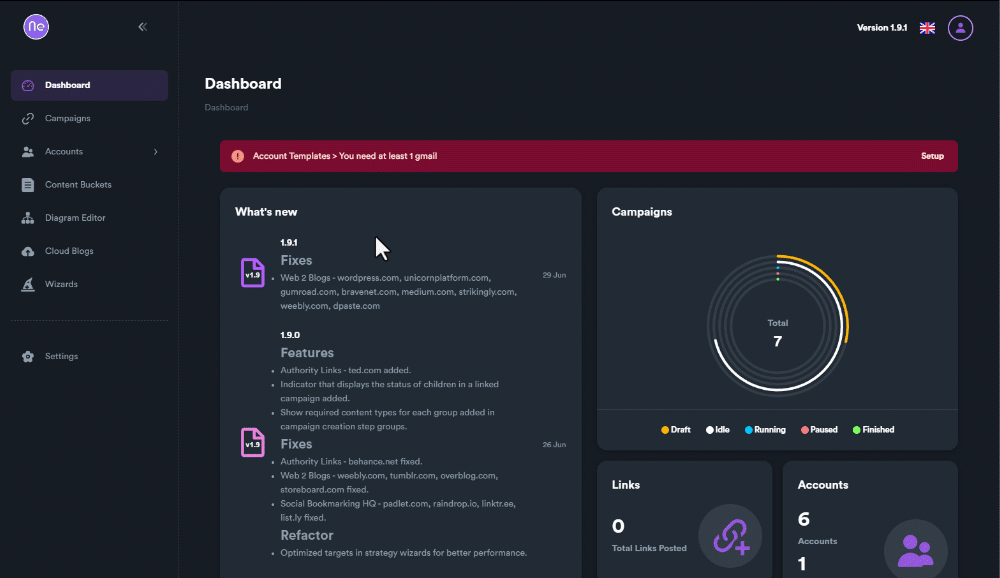 Ne
Version 1.9.1
Dashboard
Campaigns
Accounts
Content Buckets
Diagram Editor
Cloud Blogs
Wizards
Settings
Dashboard
Dashboard
Account Templates > You need at least 1 gmail
Setup
What's new
1.9.1
Fixes
v1.9
Web 2 Blogs - wordpress.com, unicornplatform.com,
gumroad.com, bravenet.com, medium.com, strikingly.com,
weebly.com, dpaste.com
29 Jun
1.9.0
Features
Authority Links - ted.com added.
Indicator that displays the status of children in a linked
campaign added.
Show required content types for each group added in
campaign creation step groups.
v1.9
Fixes
26 Jun
Authority Links - behance.net fixed.
Web 2 Blogs - weebly.com, tumblr.com, overblog.com,
storeboard.com fixed.
Social Bookmarking HQ - padlet.com, raindrop.io, linktr.ee,
list.ly fixed.
Refactor
Optimized targets in strategy wizards for better performance.
Campaigns
Total
7
Draft
Idle
Running
Paused
Finished
Links
0
Total Links Posted
Accounts
6
Accounts
1